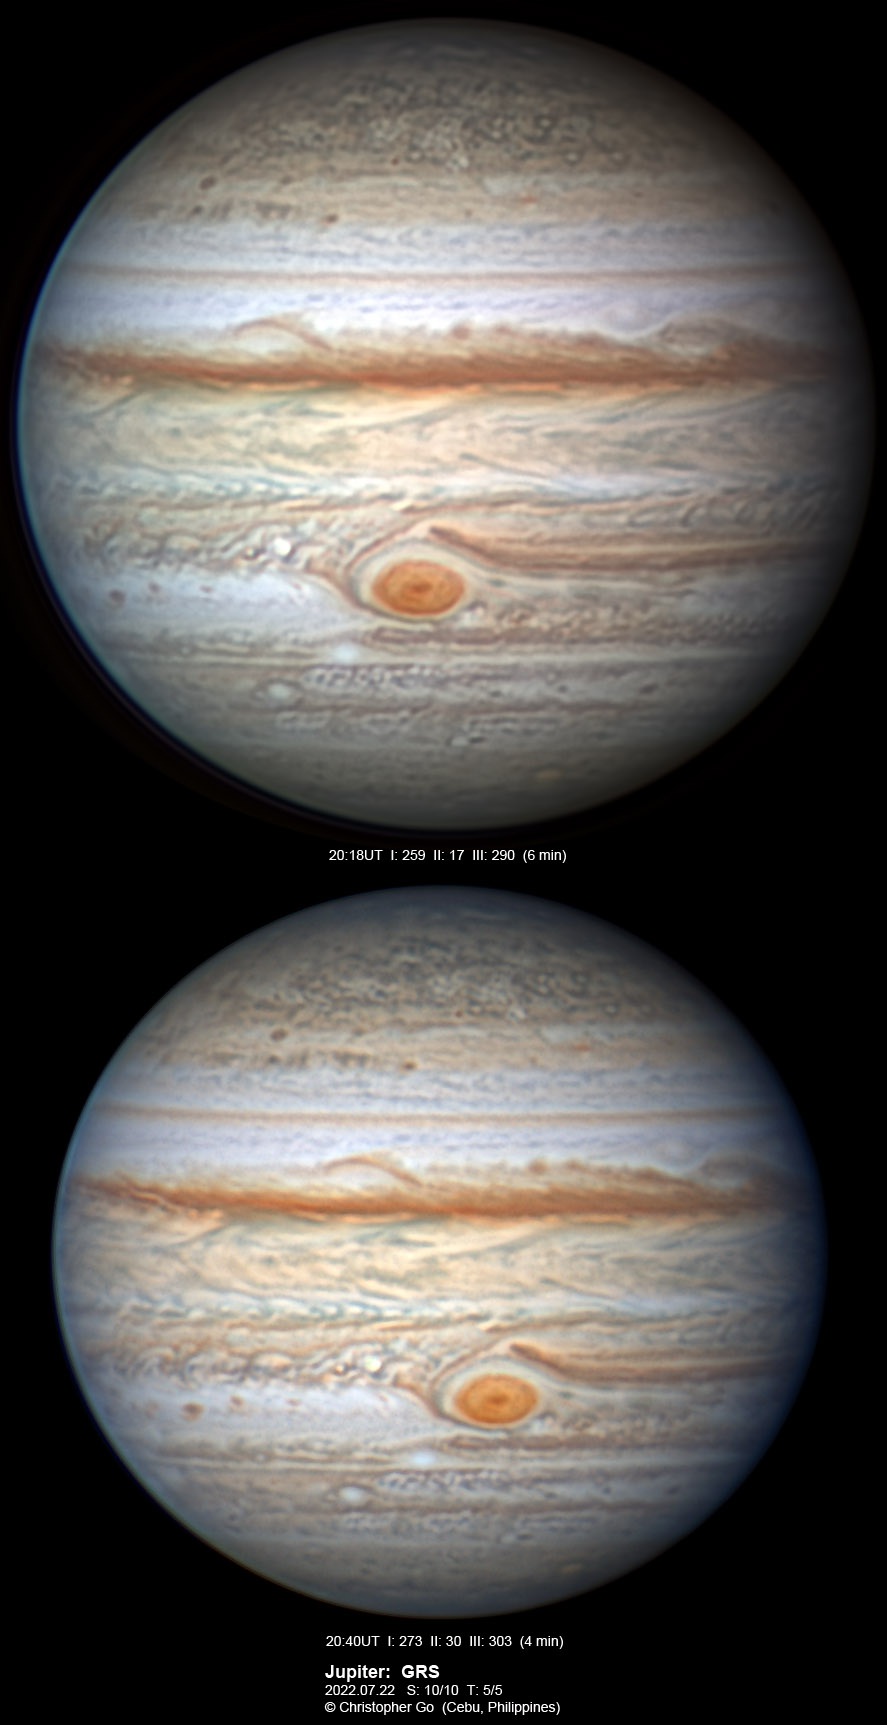 20:18UT I: 259 II: 17 III: 290 (6 min)
20:40UT I: 273 II: 30 III: 303 (4 min)
Jupiter: GRS
2022.07.22 S: 10/10 T: 5/5
© Christopher Go (Cebu, Philippines)